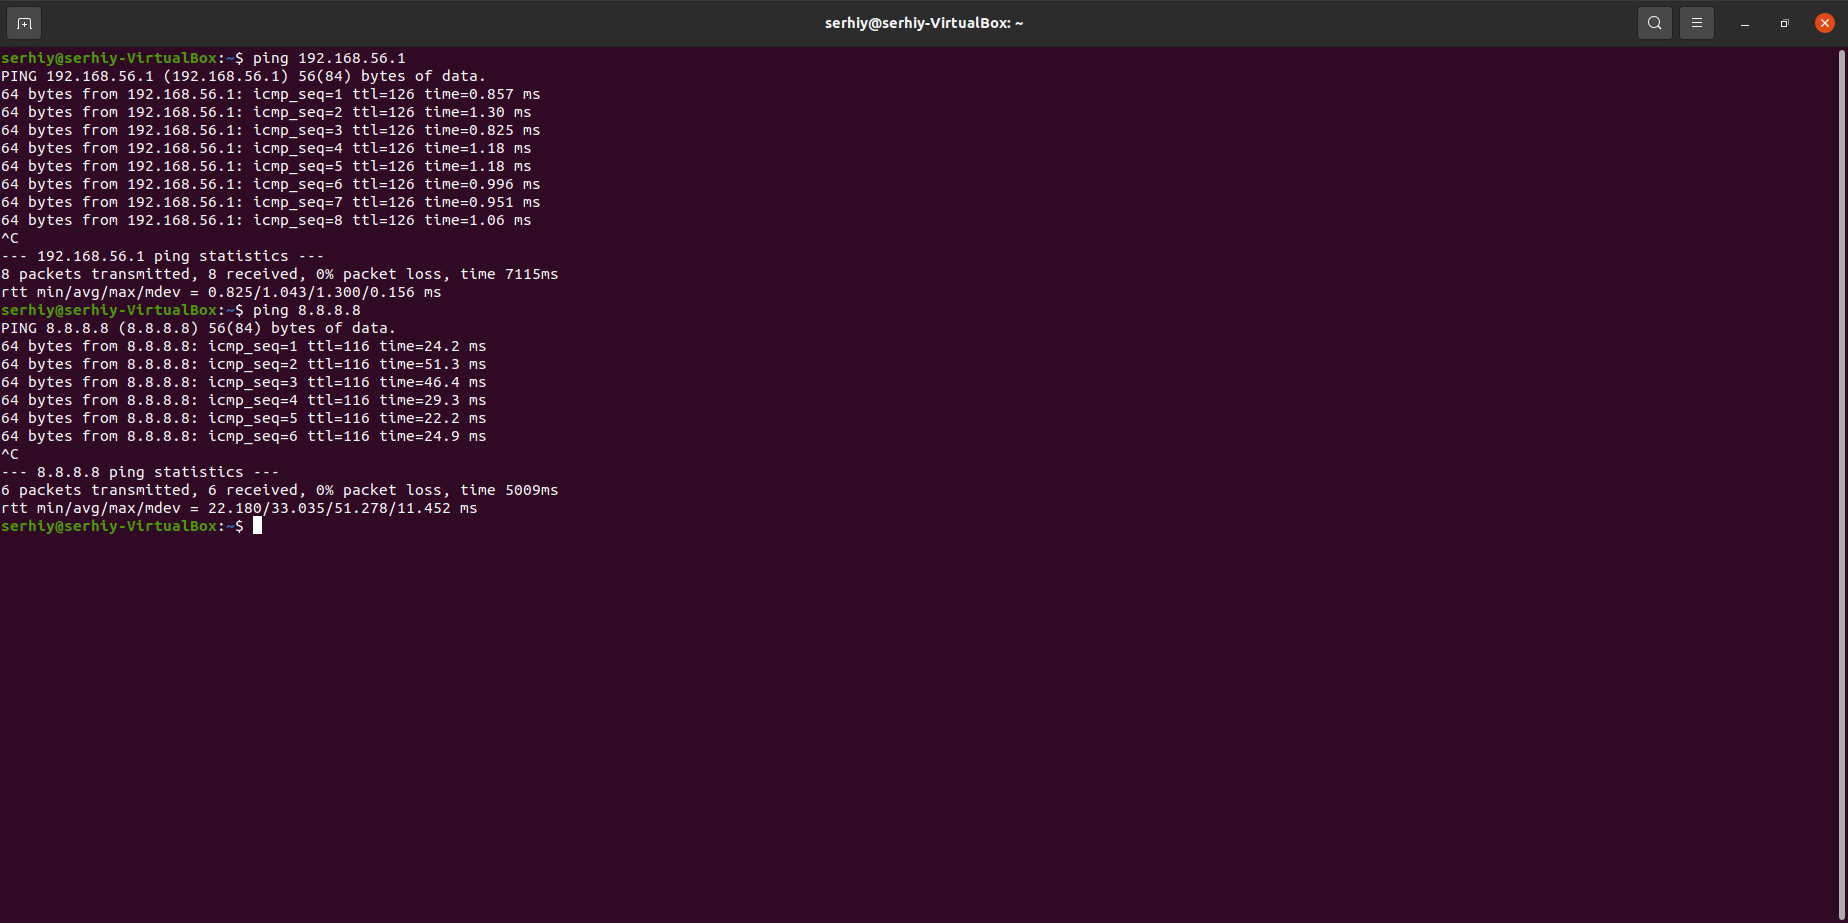 serhiy@serhiy-VirtualBox: ~
serhiy@serhiy-VirtualBox:~$ ping 192.168.56.1
PING 192.168.56.1 (192.168.56.1) 56(84) bytes of data.
64 bytes from 192.168.56.1: icmp_seq=1 ttl=126 time=0.857 ms
64 bytes from 192.168.56.1: icmp_seq=2 ttl=126 time=1.30 ms
64 bytes from 192.168.56.1: icmp_seq=3 ttl=126 time=0.825 ms
64 bytes from 192.168.56.1: icmp_seq=4 ttl=126 time=1.18 ms
64 bytes from 192.168.56.1: icmp_seq=5 ttl=126 time=1.18 ms
64 bytes from 192.168.56.1: icmp_seq=6 ttl=126 time=0.996 ms
64 bytes from 192.168.56.1: icmp_seq=7 ttl=126 time=0.951 ms
64 bytes from 192.168.56.1: icmp_seq=8 ttl=126 time=1.06 ms
^C
--- 192.168.56.1 ping statistics ---
8 packets transmitted, 8 received, 0% packet loss, time 7115ms
rtt min/avg/max/mdev = 0.825/1.043/1.300/0.156 ms
serhiy@serhiy-VirtualBox:~$ ping 8.8.8.8
PING 8.8.8.8 (8.8.8.8) 56(84) bytes of data.
64 bytes from 8.8.8.8: icmp_seq=1 ttl=116 time=24.2 ms
64 bytes from 8.8.8.8: icmp_seq=2 ttl=116 time=51.3 ms
64 bytes from 8.8.8.8: icmp_seq=3 ttl=116 time=46.4 ms
64 bytes from 8.8.8.8: icmp_seq=4 ttl=116 time=29.3 ms
64 bytes from 8.8.8.8: icmp_seq=5 ttl=116 time=22.2 ms
64 bytes from 8.8.8.8: icmp_seq=6 ttl=116 time=24.9 ms
^C
--- 8.8.8.8 ping statistics ---
6 packets transmitted, 6 received, 0% packet loss, time 5009ms
rtt min/avg/max/mdev = 22.180/33.035/51.278/11.452 ms
serhiy@serhiy-VirtualBox:~$